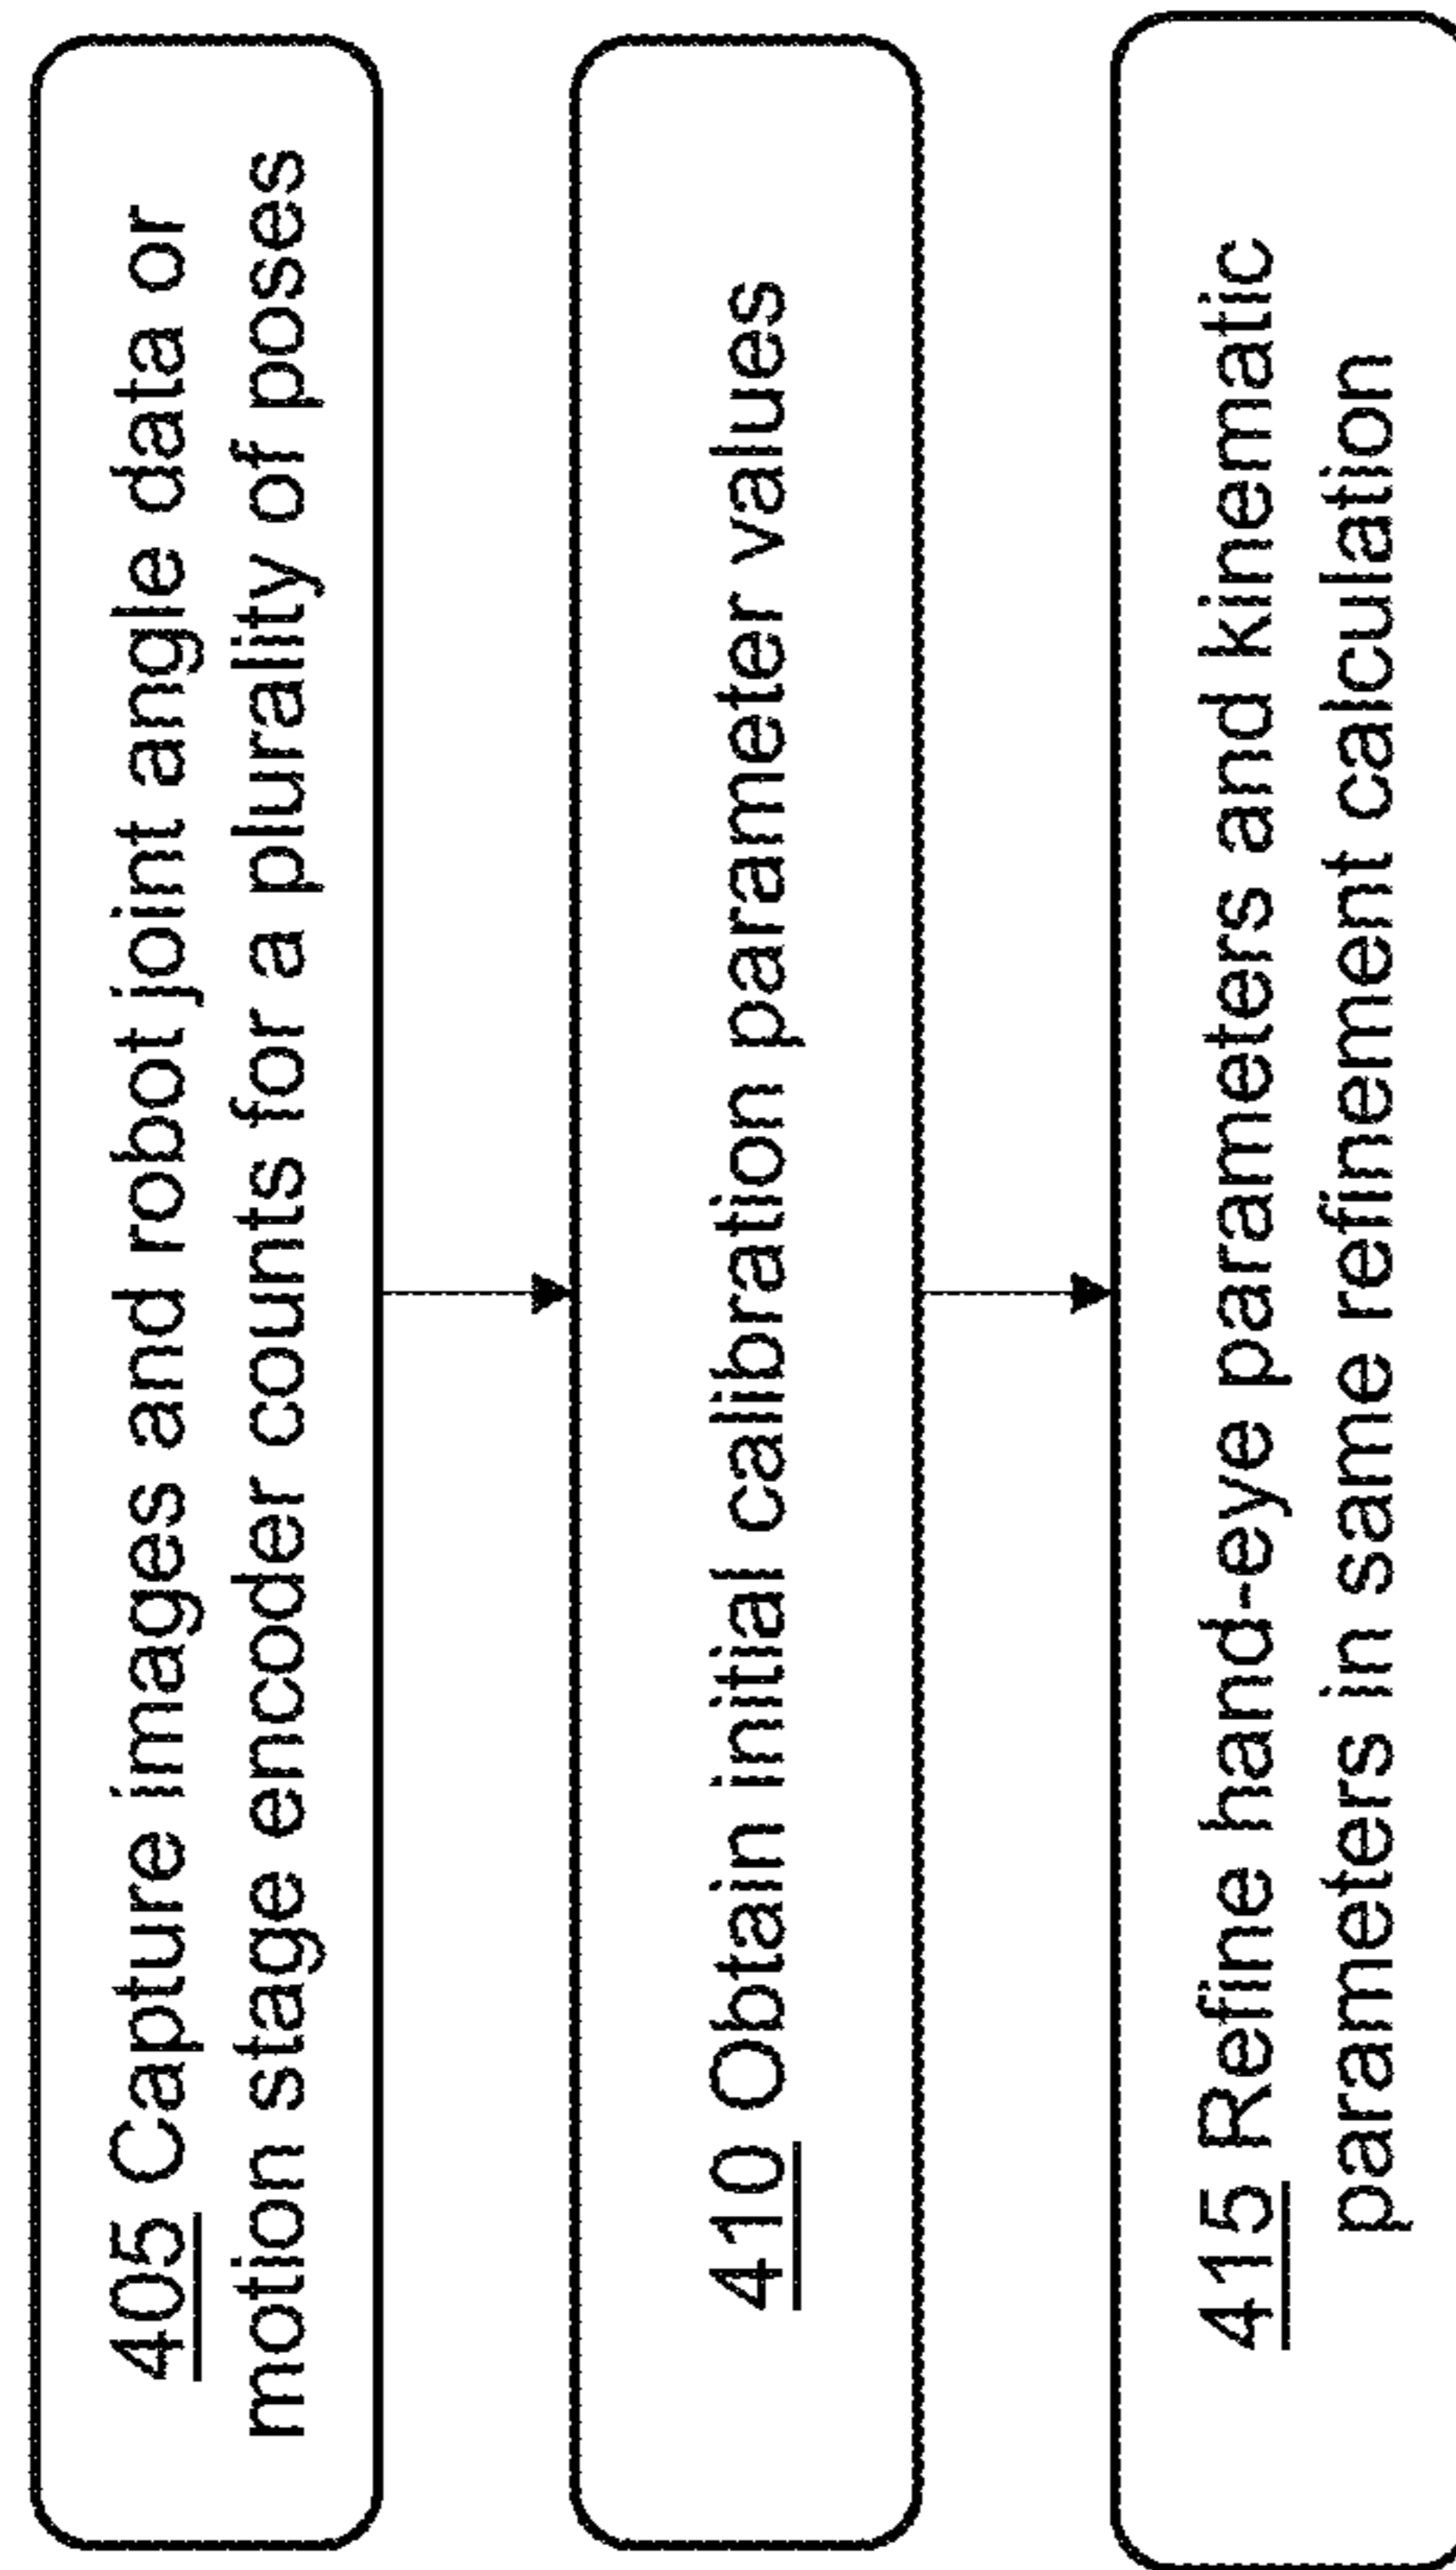 405 Capture images and robot joint angle data or
motion stage encoder counts for a plurality of poses
410 Obtain initial calibration parameter values
415 Refine hand-eye parameters and kinematic
parameters in same refinement calculation